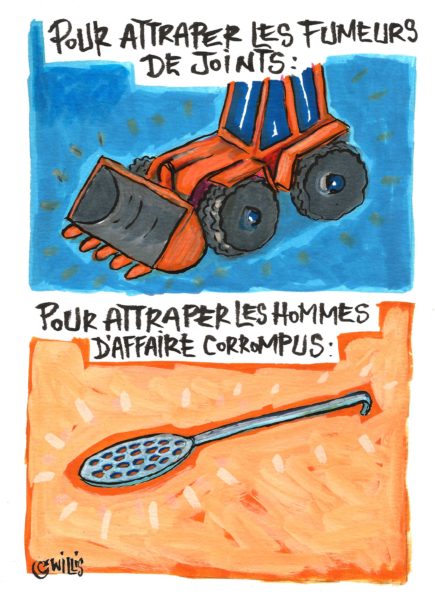 POUR ATTRAPER LES FUMEURS
DE JOINTS :
POUR ATTRAPER LES HOMMES
D'AFFAIRE CORROMPUS :
WILLIS